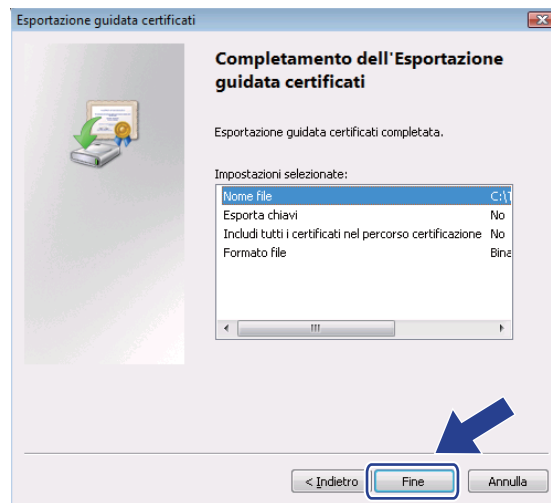 Esportazione guidata certificati
Completamento dell'Esportazione
guidata certificati
Esportazione guidata certificati completata.
Impostazioni selezionate:
Nome file C:\
Esporta chiavi No
Includi tutti i certificati nel percorso certificazione No
Formato file Bina
< Indietro Fine Annulla